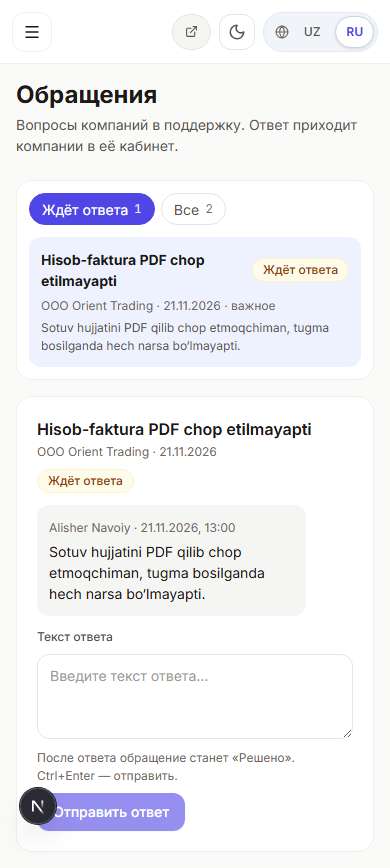 UZ
RU
Обращения
Вопросы компаний в поддержку. Ответ приходит
компании в её кабинет.
Ждёт ответа 1
Все 2
Hisob-faktura PDF chop
etilmayapti
Ждёт ответа
OOO Orient Trading · 21.11.2026 · важное
Sotuv hujjatini PDF qilib chop etmoqchiman, tugma
bosilganda hech narsa bo‘lmayapti.
Hisob-faktura PDF chop etilmayapti
OOO Orient Trading · 21.11.2026
Ждёт ответа
Alisher Navoiy · 21.11.2026, 13:00
Sotuv hujjatini PDF qilib chop
etmoqchiman, tugma bosilganda
hech narsa bo‘lmayapti.
Текст ответа
Введите текст ответа...
После ответа обращение станет «Решено».
Ctrl+Enter — отправить.
N
Отправить ответ